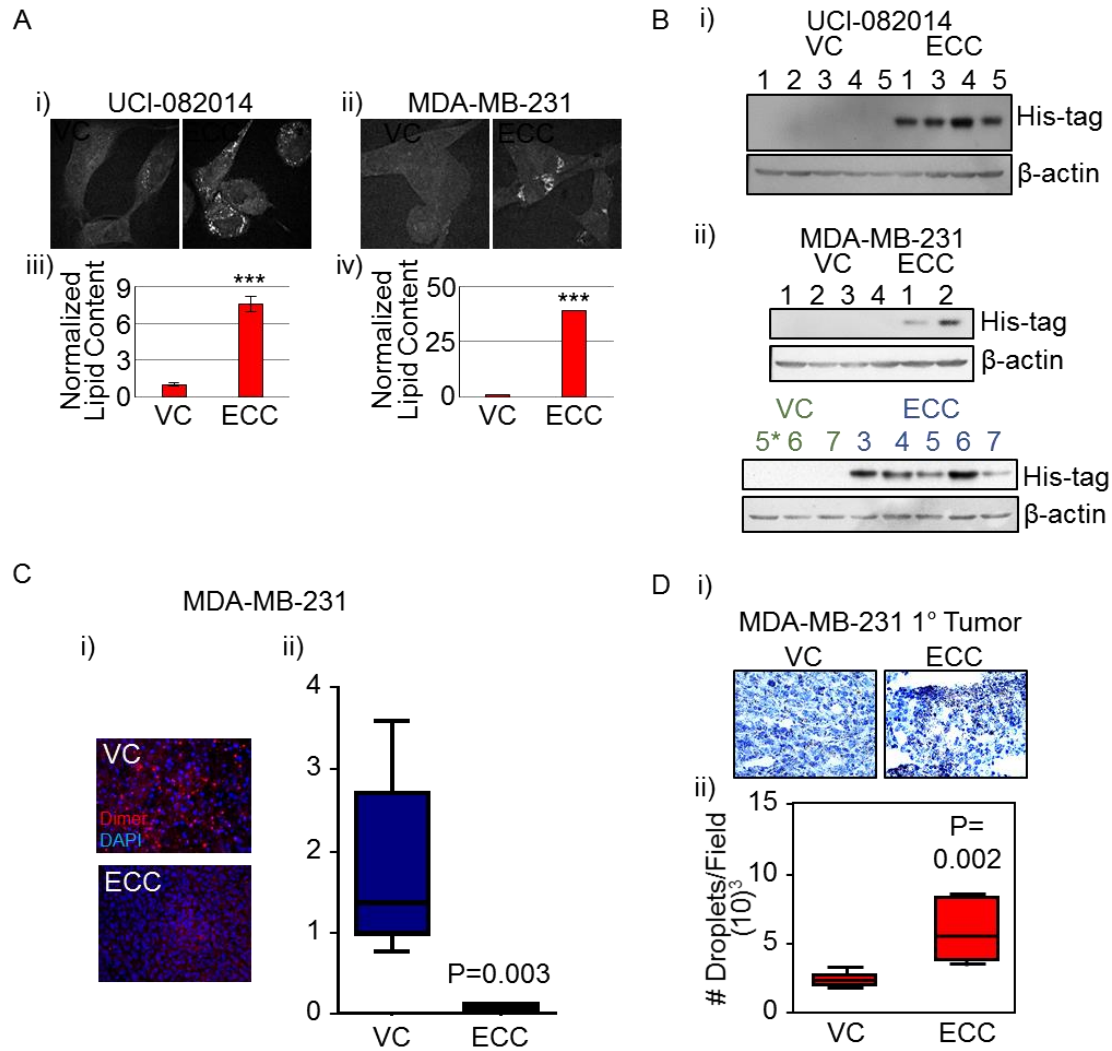 A
i) UCI-082014
VC ECC
ii) MDA-MB-231
VC ECC
iii)
Normalized
Lipid Content
9
6
3
0
***
VC ECC
iv)
Normalized
Lipid Content
50
25
0
***
VC ECC
B i)
UCI-082014
VC ECC
1 2 3 4 5 1 3 4 5
His-tag
β-actin
ii)
MDA-MB-231
VC ECC
1 2 3 4 1 2
His-tag
β-actin
VC ECC
5* 6 7 3 4 5 6 7
His-tag
β-actin
C
MDA-MB-231
i)
VC
Dimer
DAPI
ECC
ii)
4
3
2
1
0
P=0.003
VC ECC
D i)
MDA-MB-231 1° Tumor
VC ECC
ii)
# Droplets/Field
(10)³
15
10
5
0
P=
0.002
VC ECC